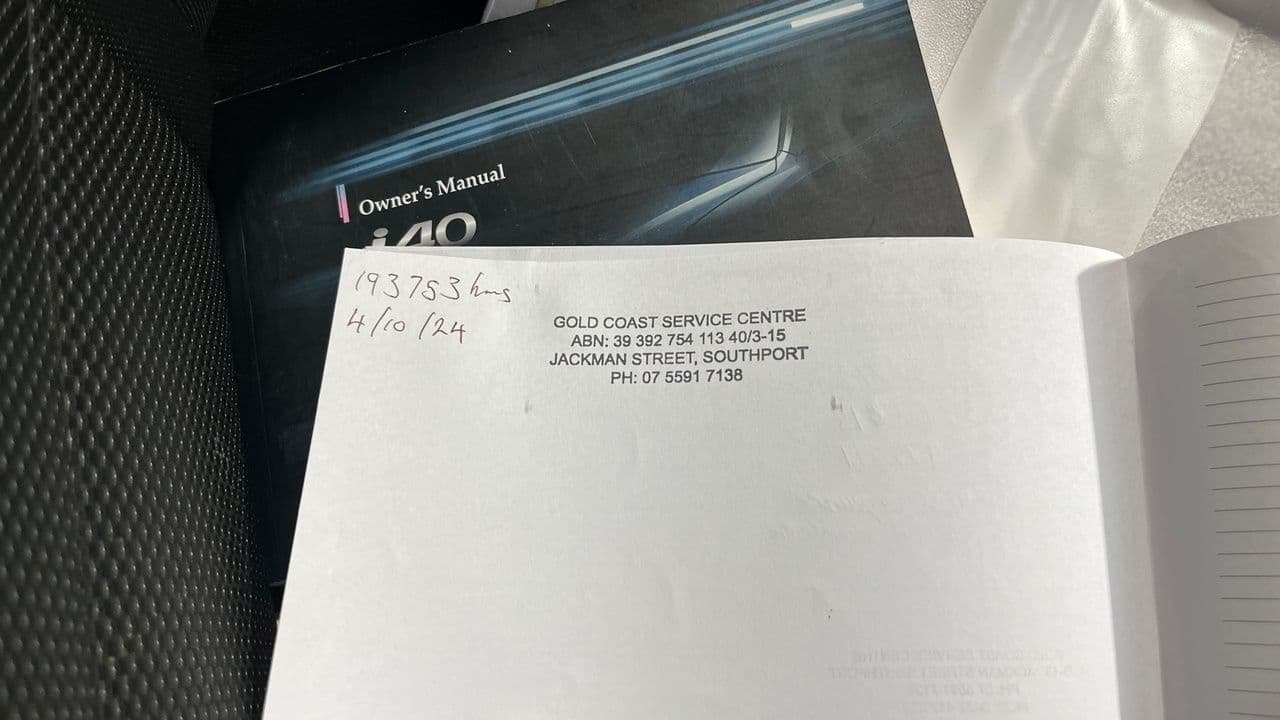 Owner's Manual
i40
193753 kms
4/10/24
GOLD COAST SERVICE CENTRE
ABN: 39 392 754 113 40/3-15
JACKMAN STREET, SOUTHPORT
PH: 07 5591 7138